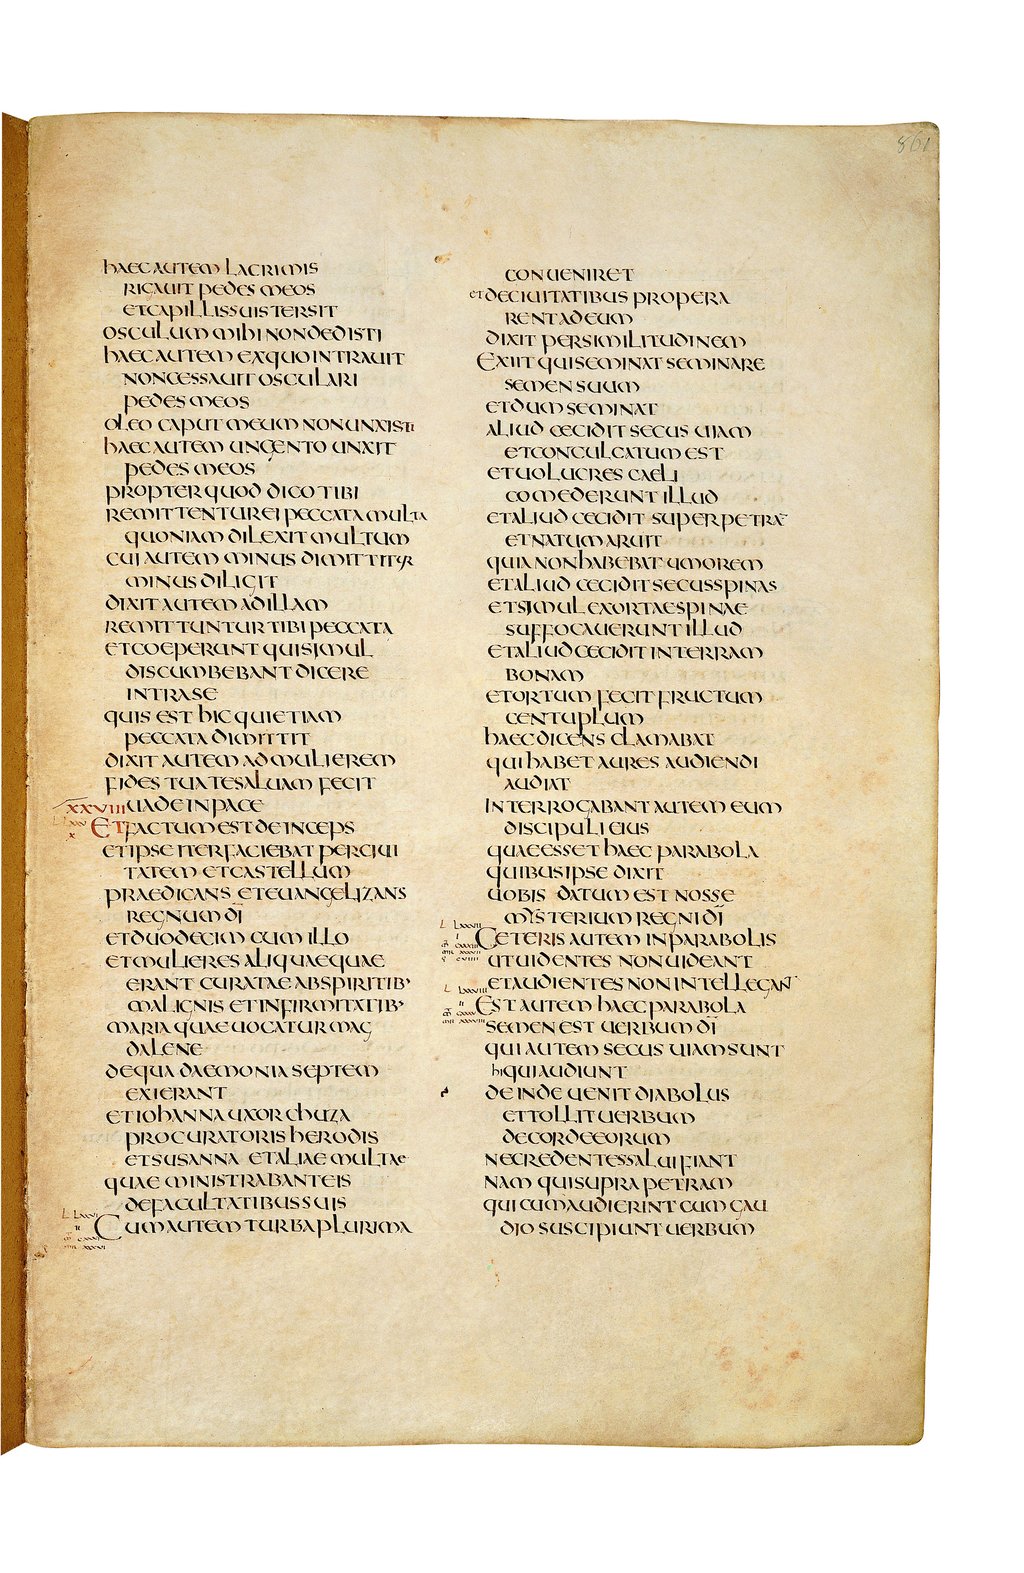 861
haec autem lacrimis
rigauit pedes meos
et capillis suis tersit
osculum mihi non dedisti
haec autem ex quo intrauit
non cessauit osculari
pedes meos
oleo caput meum non unxisti
haec autem ungento unxit
pedes meos
propter quod dico tibi
remittentur ei peccata multa
quoniam dilexit multum
cui autem minus dimittitur
minus diligit
dixit autem ad illam
remittuntur tibi peccata
et coeperunt qui simul
discumbebant dicere
intra se
quis est hic qui etiam
peccata dimittit
dixit autem ad mulierem
fides tua te saluam fecit
xxviii uade in pace
Et factum est deinceps
et ipse iter faciebat per ciui
tatem et castellum
praedicans et euangelizans
regnum dī
et duodecim cum illo
et mulieres aliquae quae
erant curatae ab spiritib'
malignis et infirmitatib'
maria quae uocatur mag
dalene
de qua daemonia septem
exierant
et iohanna uxor chuza
procuratoris herodis
et susanna et aliae multae
quae ministrabant eis
de facultatibus suis
L Lxxvi
ii
Cum autem turba plurima
conueniret
et de ciuitatibus propera
rent ad eum
dixit per similitudinem
Exiit qui seminat seminare
semen suum
et dum seminat
aliud cecidit secus uiam
et conculcatum est
et uolucres caeli
comederunt illud
et aliud cecidit super petrā
et natum aruit
quia non habebat umorem
et aliud cecidit secus spinas
et simul exortae spinae
suffocauerunt illud
et aliud cecidit in terram
bonam
et ortum fecit fructum
centuplum
haec dicens clamabat
qui habet aures audiendi
audiat
interrogabant autem eum
discipuli eius
quae esset haec parabola
quibus ipse dixit
uobis datum est nosse
mysterium regni dī
L Lxxvii
i
Ceteris autem in parabolis
ut uidentes non uideant
et audientes non intellegant
L Lxxviii
ii
Est autem haec parabola
semen est uerbum dī
qui autem secus uiam sunt
hi qui audiunt
deinde uenit diabolus
et tollit uerbum
de corde eorum
ne credentes salui fiant
nam qui supra petram
qui cum audierint cum gau
dio suscipiunt uerbum